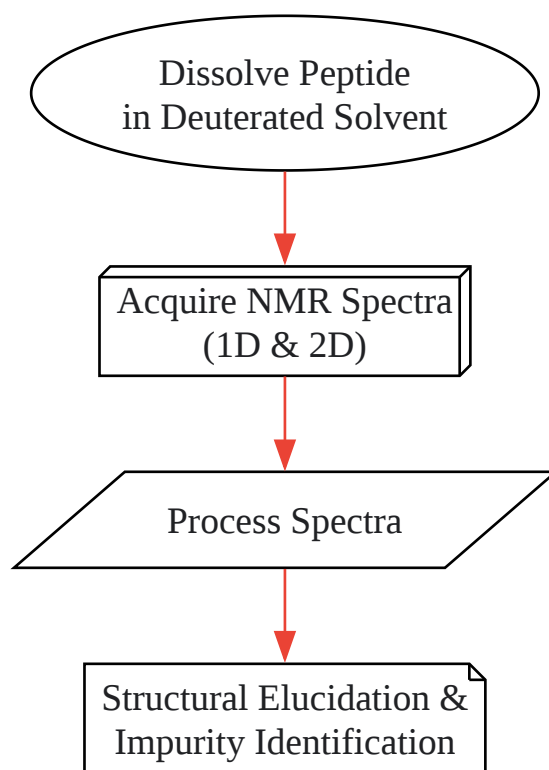 Dissolve Peptide
in Deuterated Solvent
Acquire NMR Spectra
(1D & 2D)
Process Spectra
Structural Elucidation &
Impurity Identification